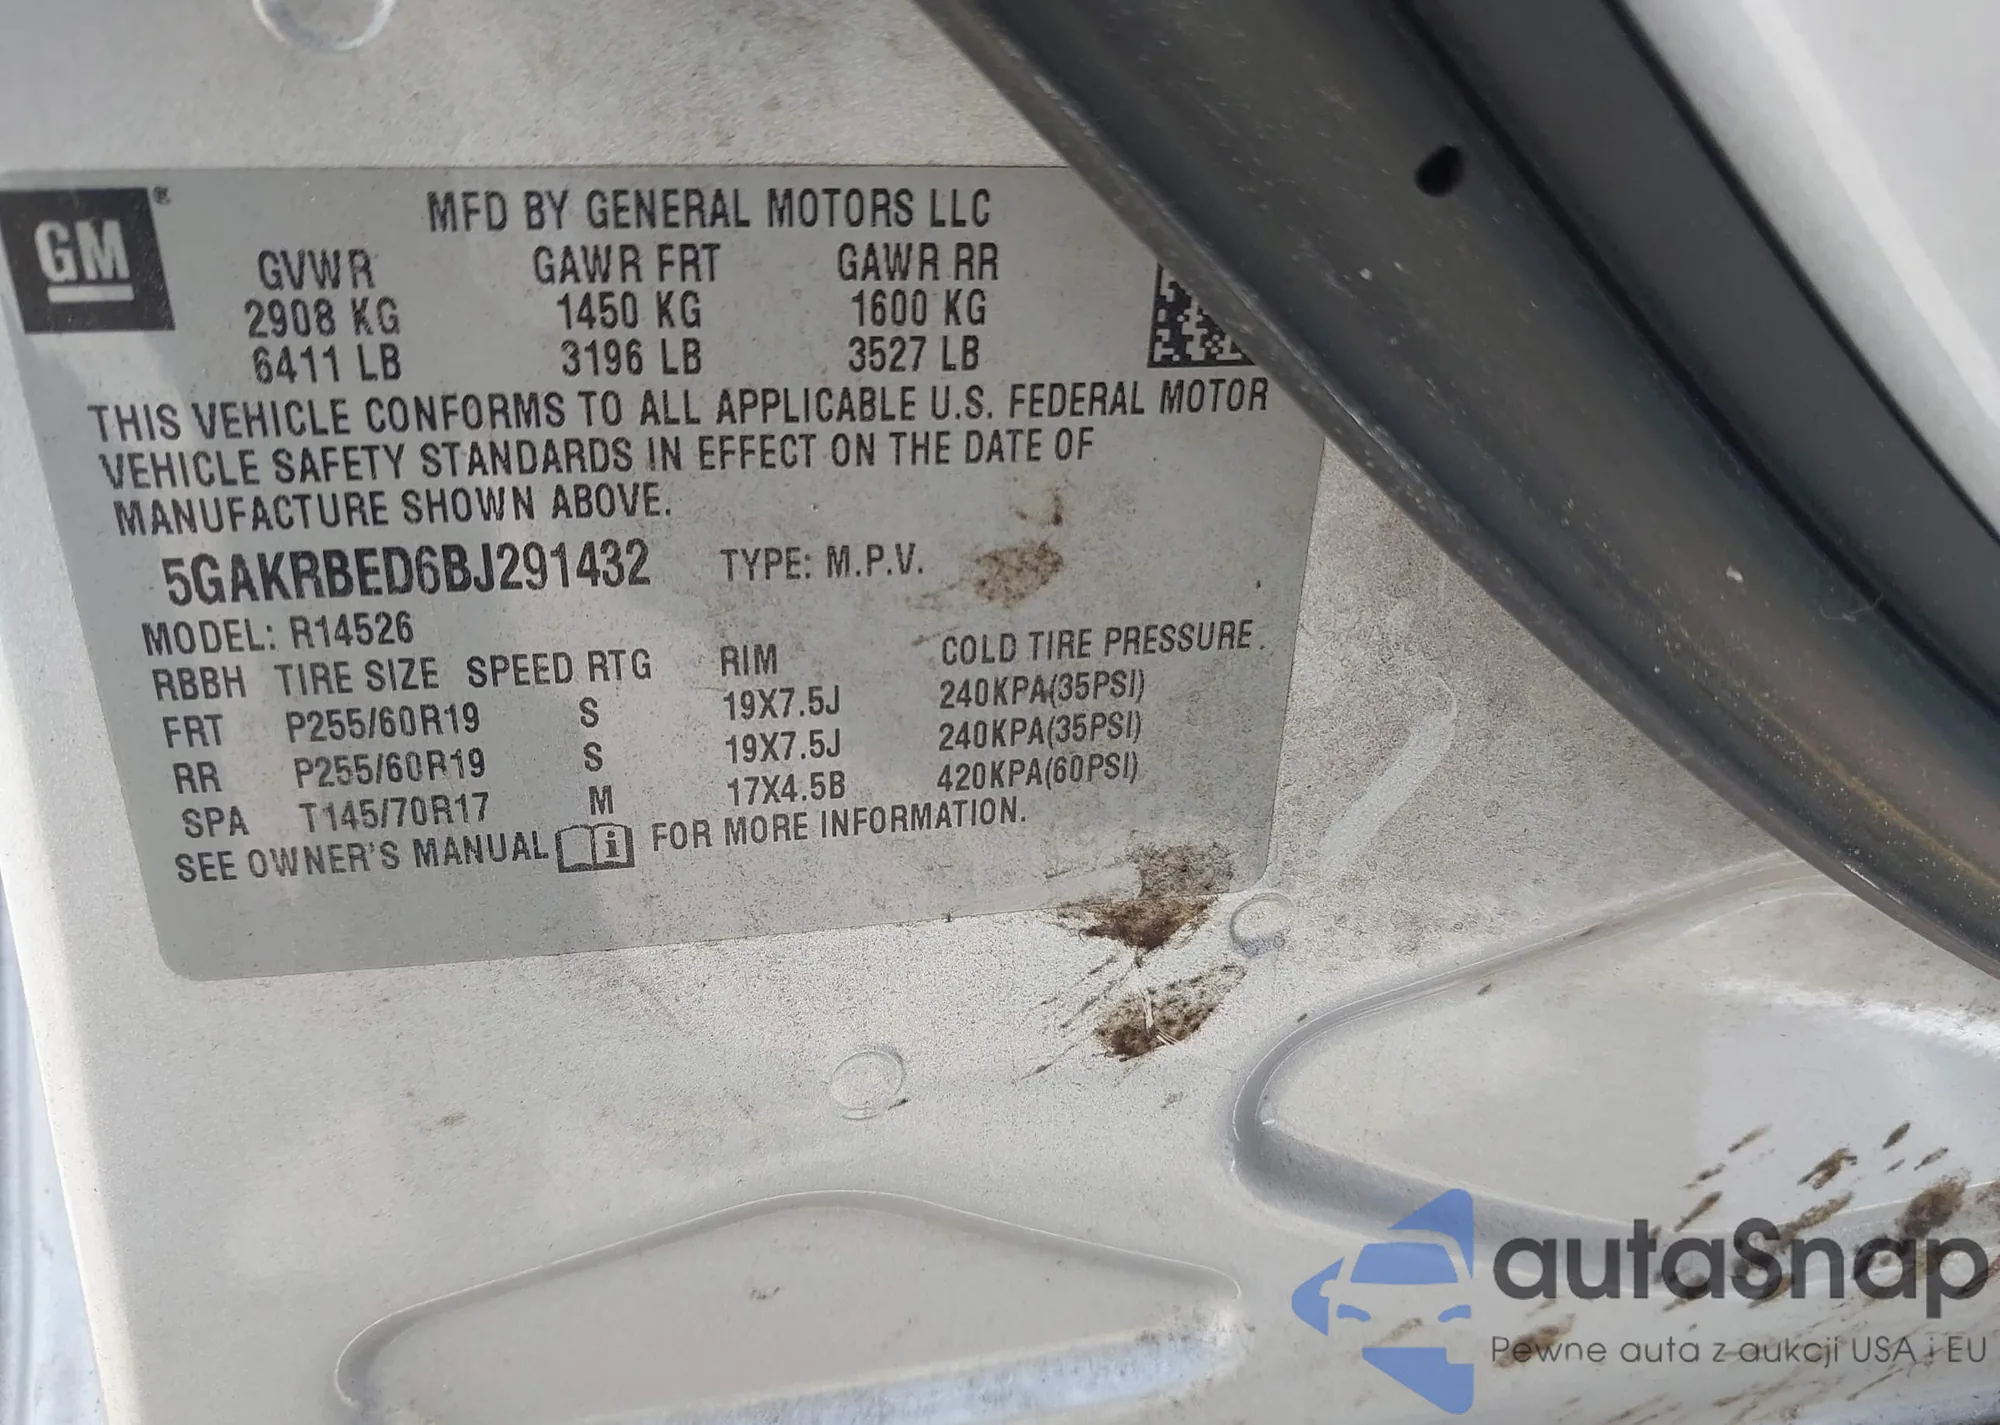 GM ®
MFD BY GENERAL MOTORS LLC
GVWR GAWR FRT GAWR RR
2908 KG 1450 KG 1600 KG
6411 LB 3196 LB 3527 LB
THIS VEHICLE CONFORMS TO ALL APPLICABLE U.S. FEDERAL MOTOR
VEHICLE SAFETY STANDARDS IN EFFECT ON THE DATE OF
MANUFACTURE SHOWN ABOVE.
5GAKRBED6BJ291432 TYPE: M.P.V.
MODEL: R14526
RBBH TIRE SIZE SPEED RTG RIM COLD TIRE PRESSURE
FRT P255/60R19 S 19X7.5J 240KPA(35PSI)
RR P255/60R19 S 19X7.5J 240KPA(35PSI)
SPA T145/70R17 M 17X4.5B 420KPA(60PSI)
SEE OWNER'S MANUAL i FOR MORE INFORMATION.
autaSnap
Pewne auta z aukcji USA i EU